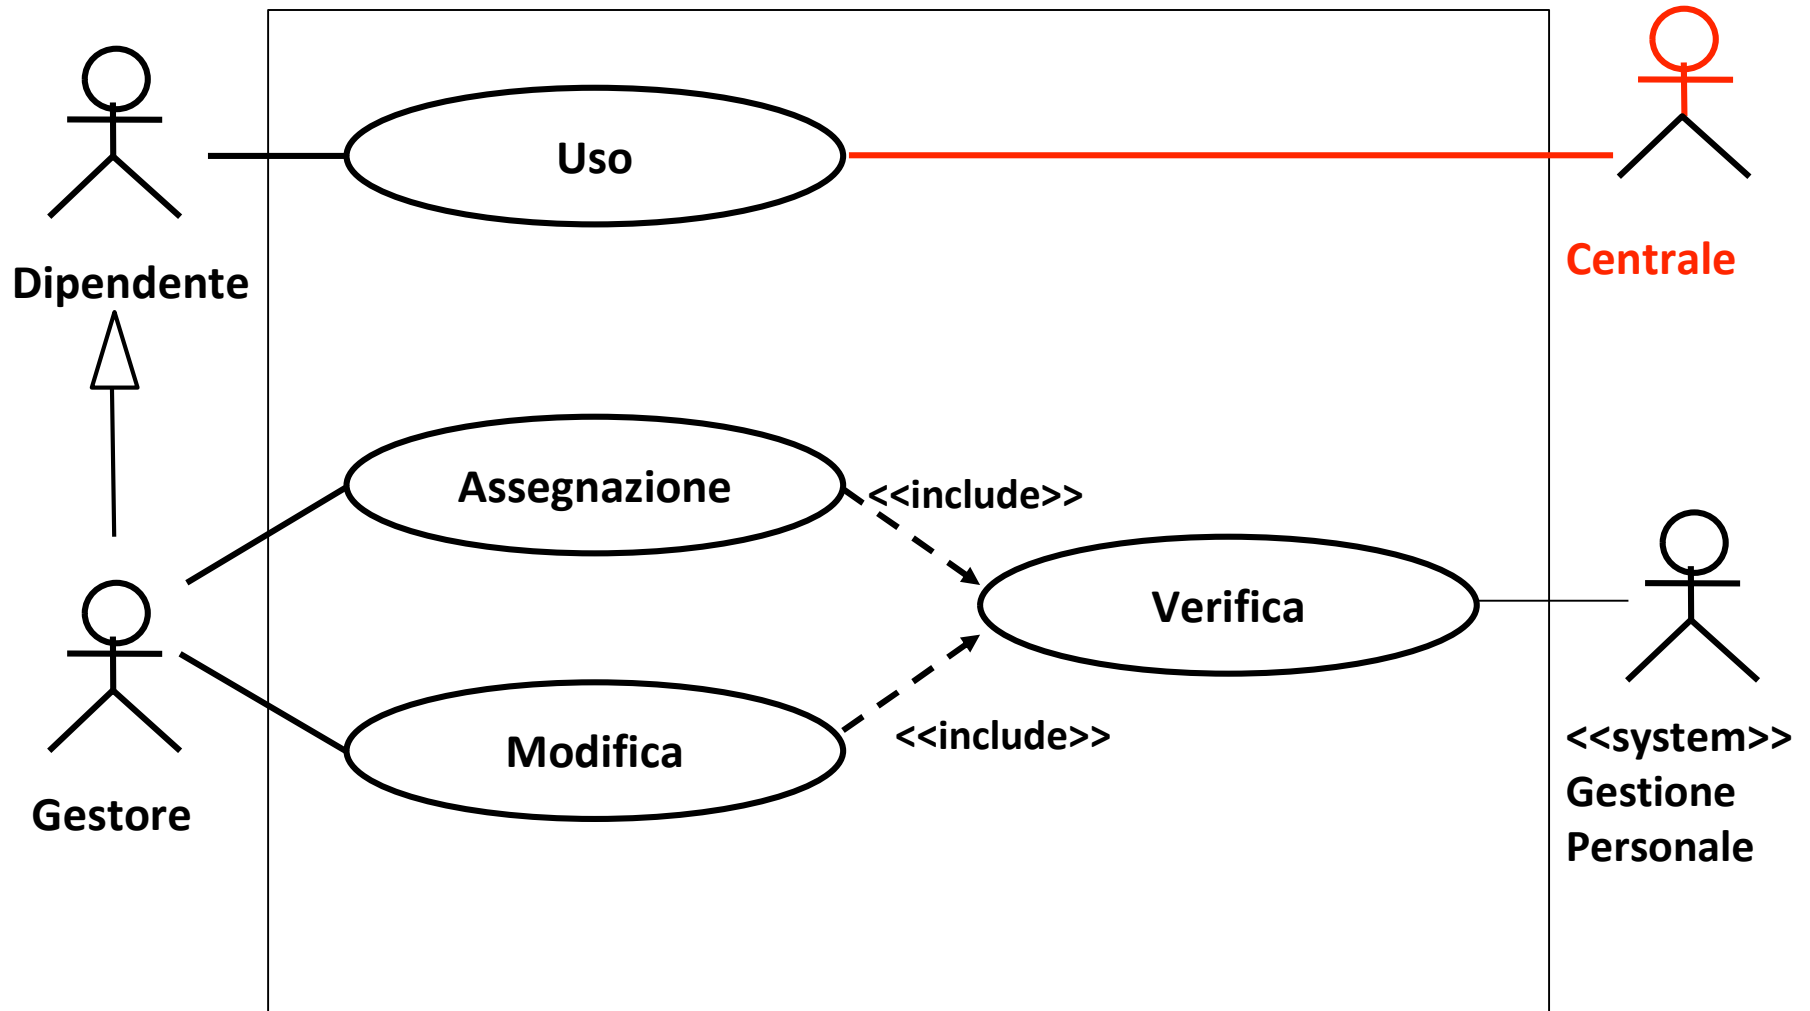 Uso
Centrale
Dipendente
Assegnazione
<<include>>
Verifica
Modifica
<<include>>
<<system>>
Gestione
Personale
Gestore